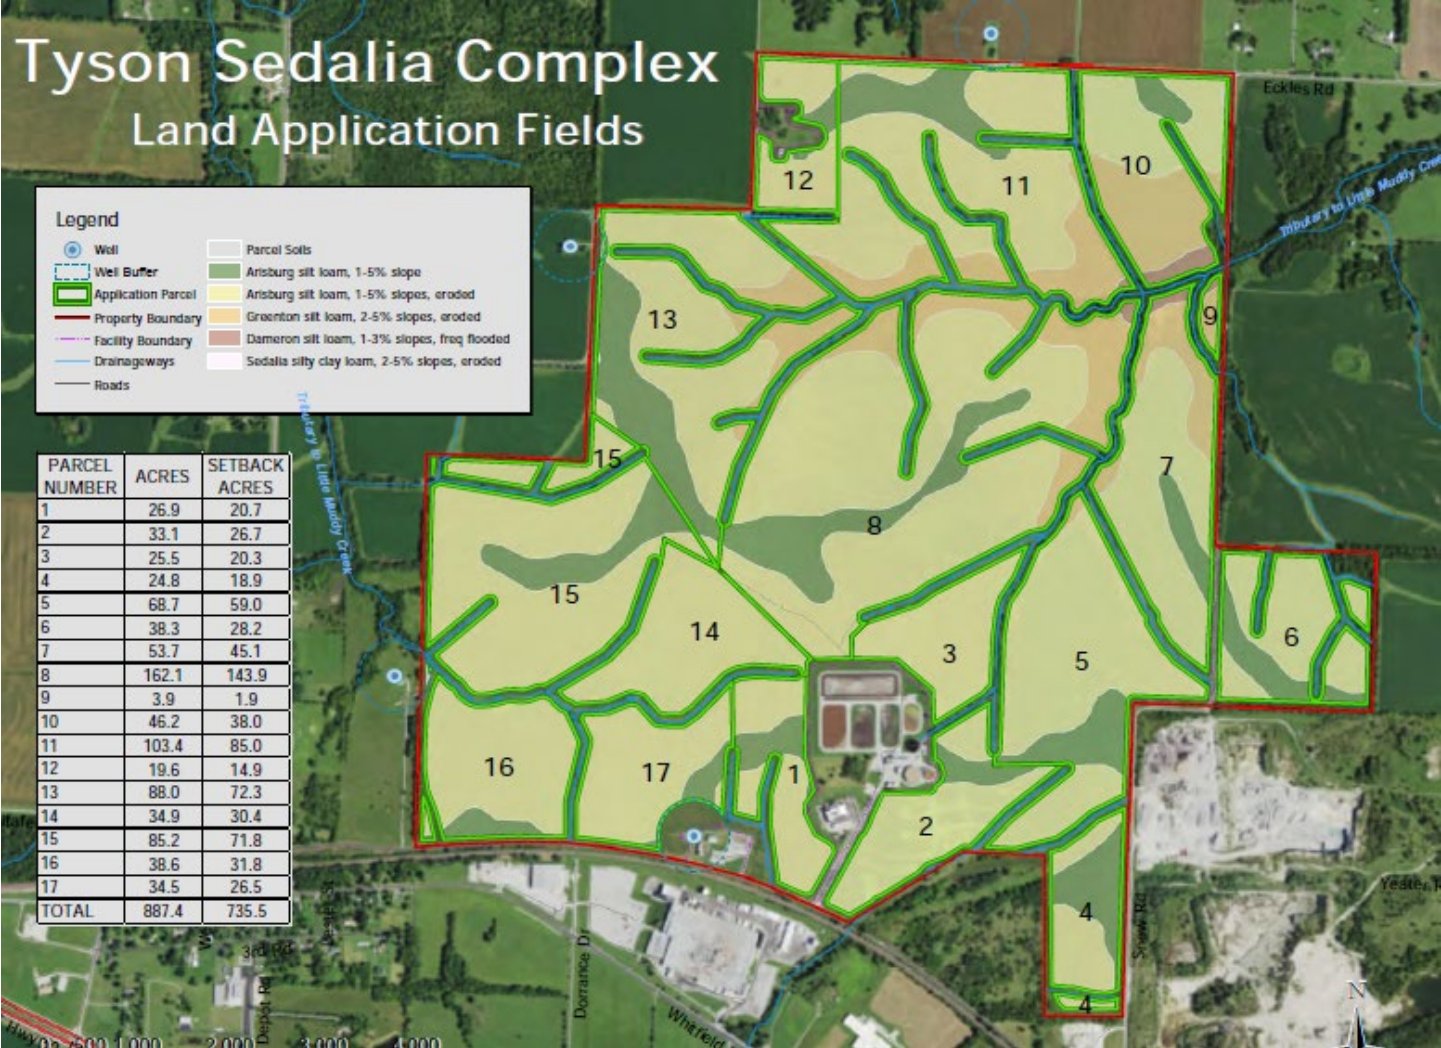 Tyson Sedalia Complex
Land Application Fields
Legend
Well
Well Buffer
Application Parcel
Property Boundary
Facility Boundary
Drainageways
Roads
Parcel Soils
Arisburg silt loam, 1-5% slope
Arisburg silt loam, 1-5% slopes, eroded
Greenton silt loam, 2-5% slopes, eroded
Dameron silt loam, 1-3% slopes, freq flooded
Sedalia silty clay loam, 2-5% slopes, eroded
PARCEL NUMBER ACRES SETBACK ACRES
1 26.9 20.7
2 33.1 26.7
3 25.5 20.3
4 24.8 18.9
5 68.7 59.0
6 38.3 28.2
7 53.7 45.1
8 162.1 143.9
9 3.9 1.9
10 46.2 38.0
11 103.4 85.0
12 19.6 14.9
13 88.0 72.3
14 34.9 30.4
15 85.2 71.8
16 38.6 31.8
17 34.5 26.5
TOTAL 887.4 735.5
Eckles Rd
Tributary to Little Muddy Cree
Tributary to Little Muddy Creek
10
12
11
9
13
15
7
8
15
14
3
5
6
16
17
1
2
4
4
Yeater
3rd Rd
Depot Rd
Dorrance Dr
Whitfield
Hwy
500 1,000
2,000
3,000
4,000
N